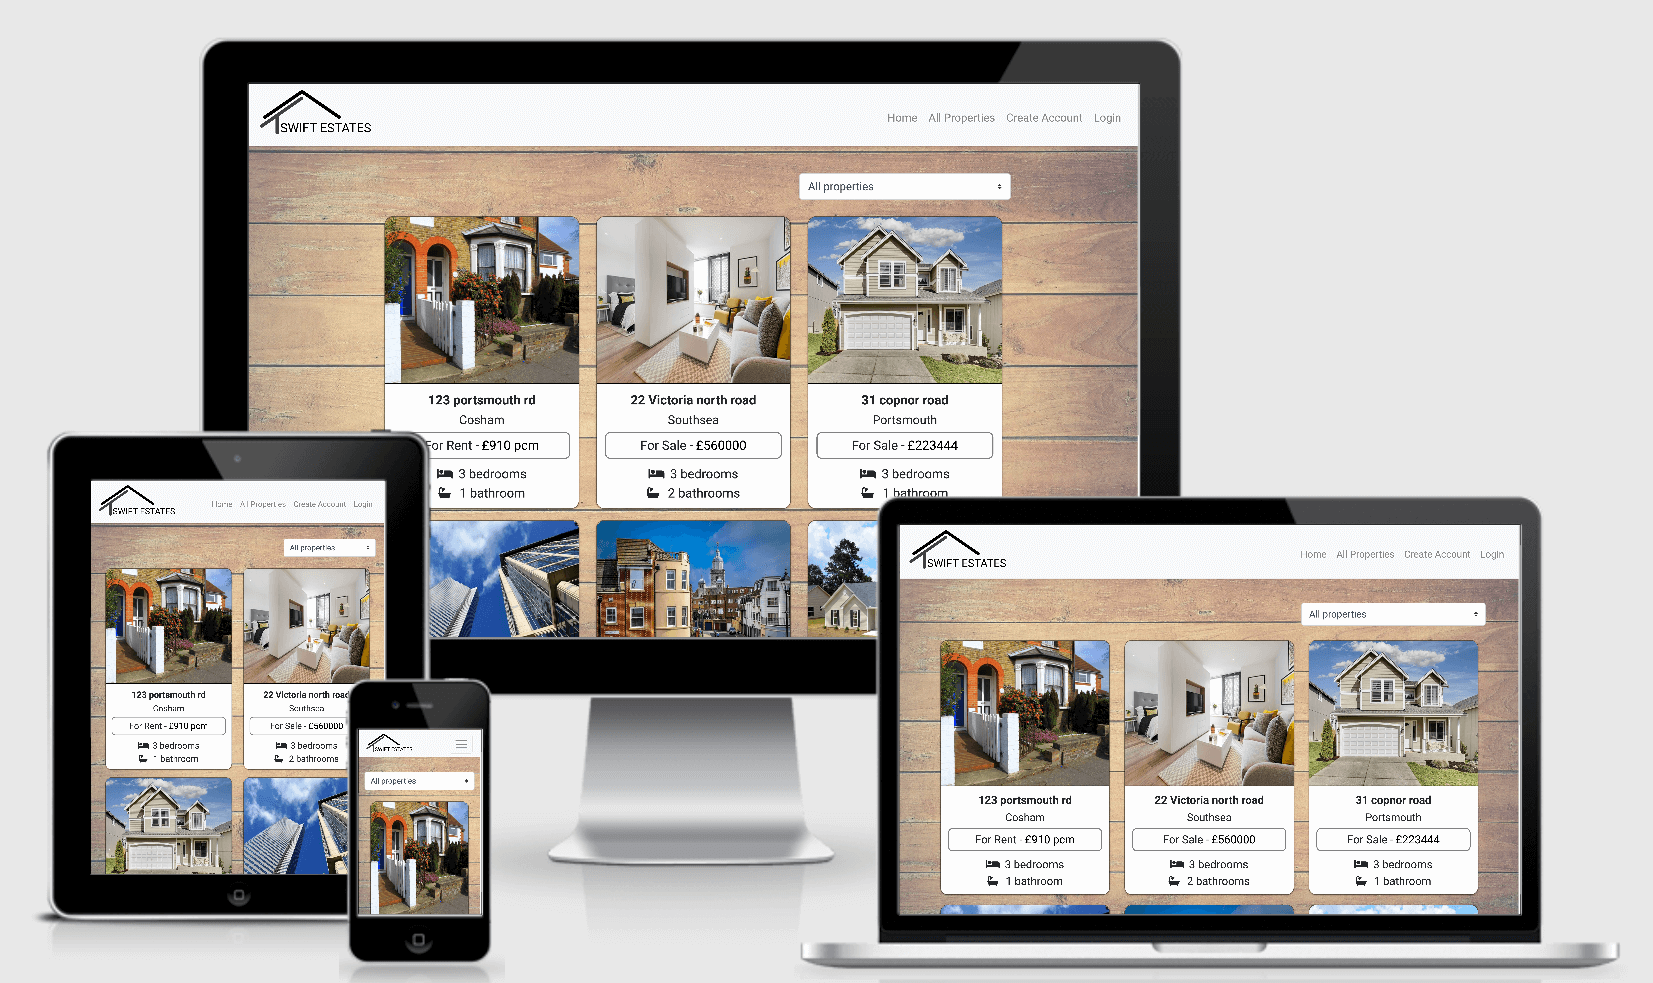 SWIFT ESTATES
Home All Properties Create Account Login
All properties
123 portsmouth rd
Cosham
For Rent - £910 pcm
3 bedrooms
1 bathroom
22 Victoria north road
Southsea
For Sale - £560000
3 bedrooms
2 bathrooms
31 copnor road
Portsmouth
For Sale - £223444
3 bedrooms
1 bathroom
SWIFT ESTATES
Home All Properties Create Account Login
All properties
123 portsmouth rd
Cosham
For Rent - £910 pcm
3 bedrooms
1 bathroom
22 Victoria north road
Southsea
For Sale - £560000
3 bedrooms
2 bathrooms
SWIFT ESTATES
All properties
SWIFT ESTATES
Home All Properties Create Account Login
All properties
123 portsmouth rd
Cosham
For Rent - £910 pcm
3 bedrooms
1 bathroom
22 Victoria north road
Southsea
For Sale - £560000
3 bedrooms
2 bathrooms
31 copnor road
Portsmouth
For Sale - £223444
3 bedrooms
1 bathroom